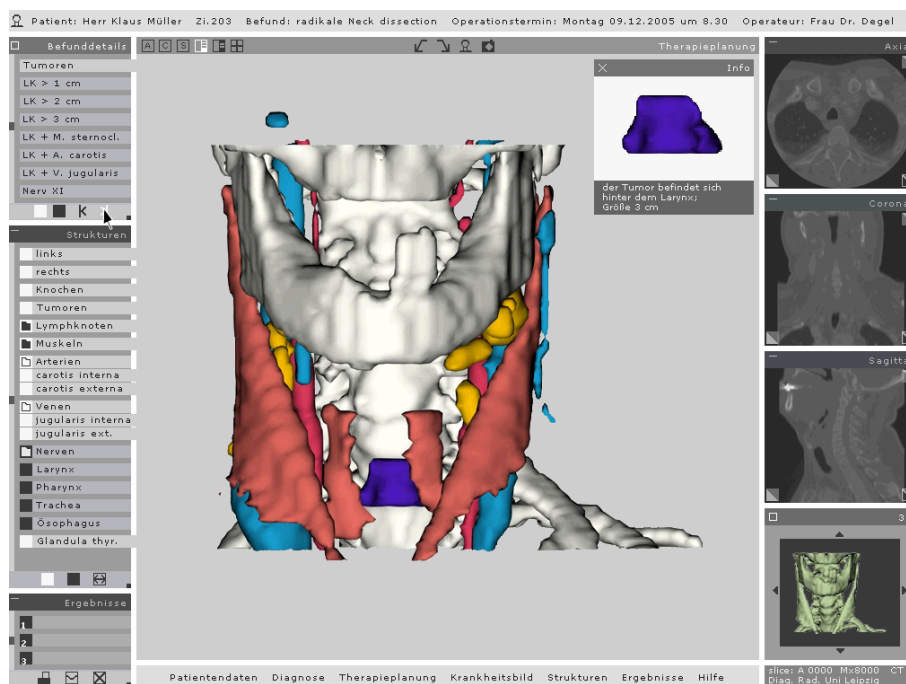 Patient: Herr Klaus Müller Zi.203 Befund: radikale Neck dissection Operationstermin: Montag 09.12.2005 um 8.30 Operateur: Frau Dr. Degel
Befunddetails
Tumoren
LK > 1 cm
LK > 2 cm
LK > 3 cm
LK + M. sternocl.
LK + A. carotis
LK + V. jugularis
Nerv XI
Strukturen
links
rechts
Knochen
Tumoren
Lymphknoten
Muskeln
Arterien
carotis interna
carotis externa
Venen
jugularis interna
jugularis ext.
Nerven
Larynx
Pharynx
Trachea
Ösophagus
Glandula thyr.
Ergebnisse
1
2
3
A C S
Therapieplanung
Info
der Tumor befindet sich
hinter dem Larynx;
Größe 3 cm
Axia
Corona
Sagitta
3
slice: A 0000 Mx8000 CT
Diag. Rad. Uni Leipzig
Patientendaten Diagnose Therapieplanung Krankheitsbild Strukturen Ergebnisse Hilfe